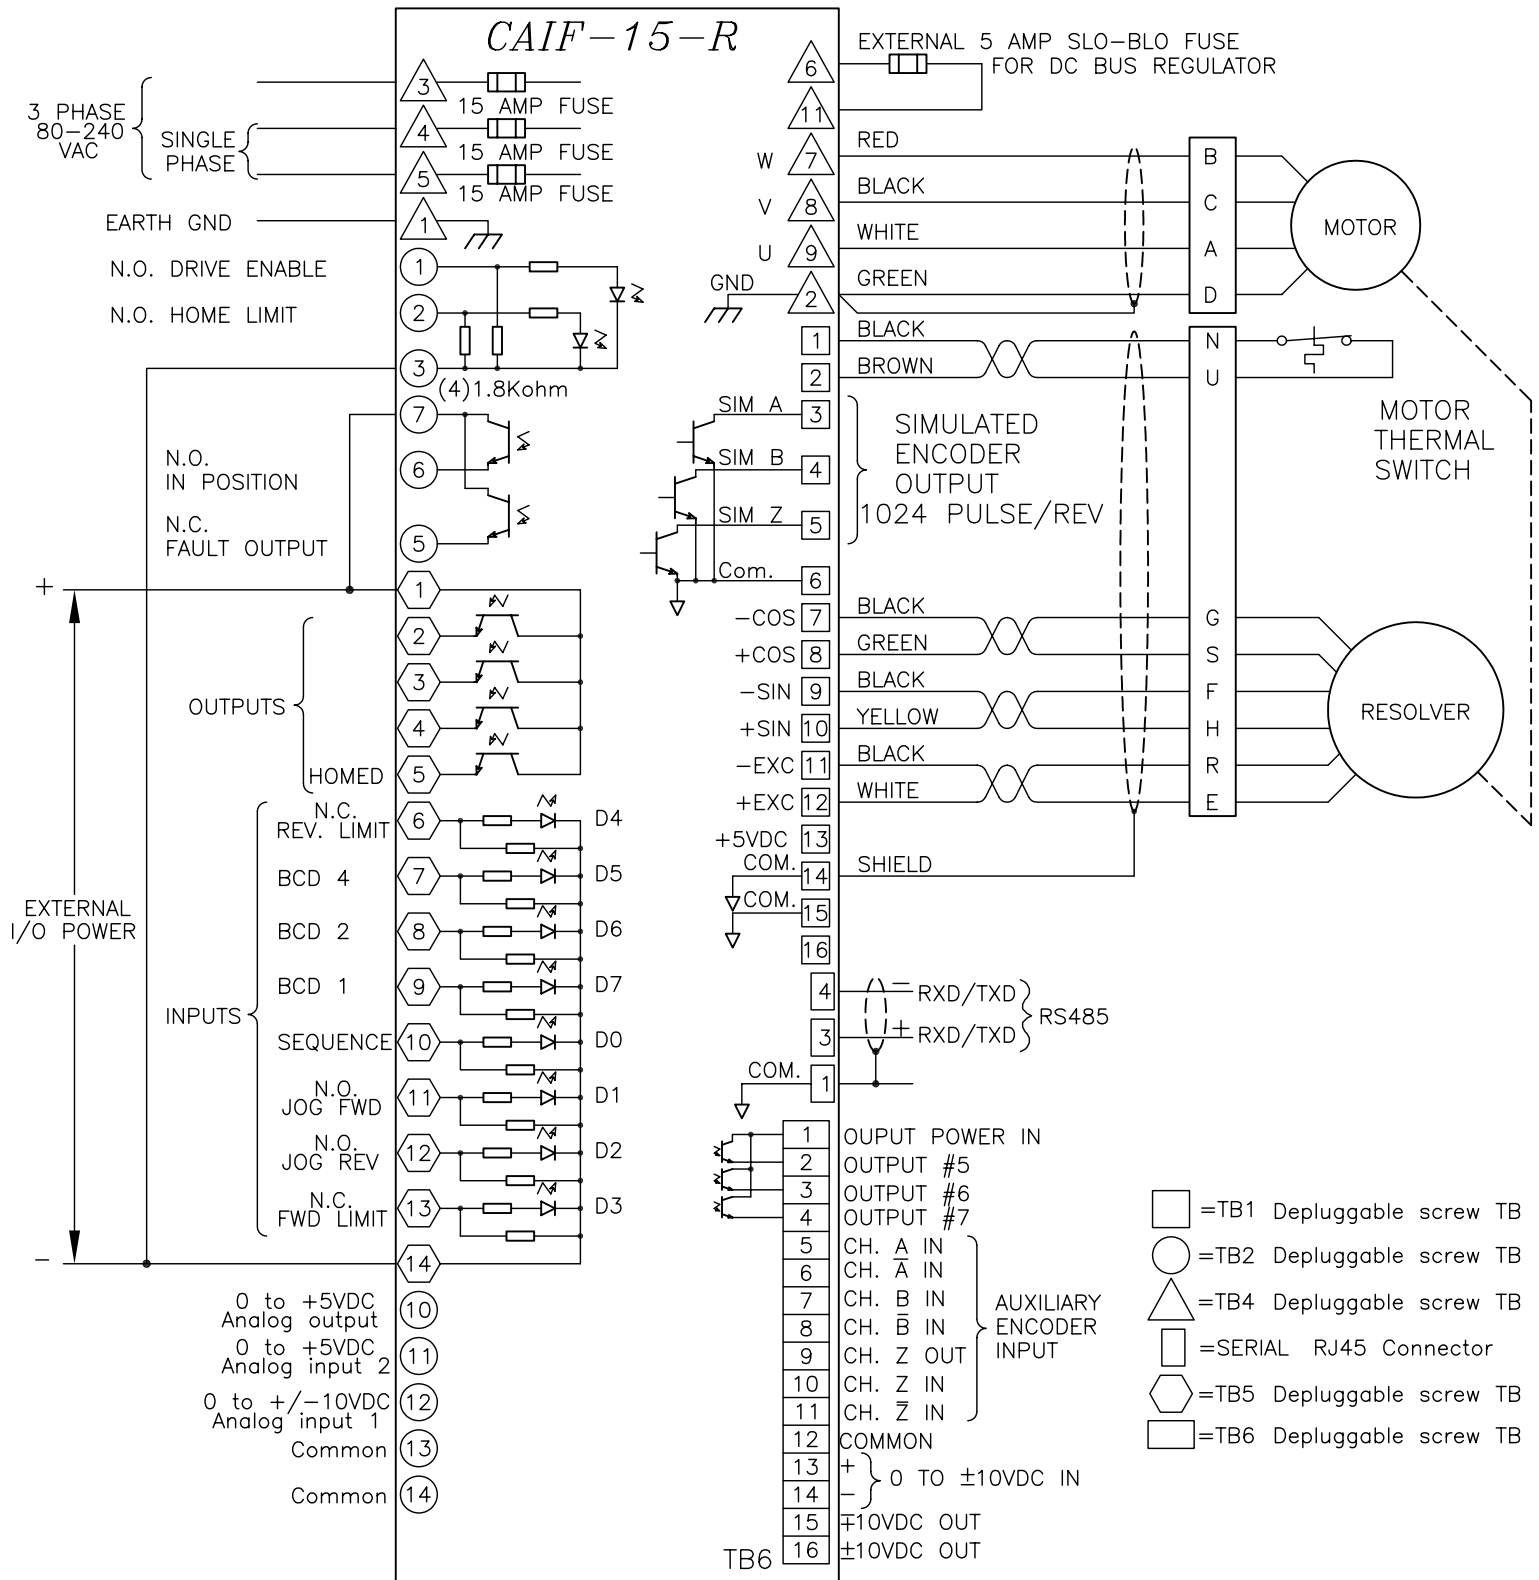 CAIF-15-R
3 PHASE
80-240
VAC
SINGLE
PHASE
3
15 AMP FUSE
4
15 AMP FUSE
5
15 AMP FUSE
EARTH GND
1
N.O. DRIVE ENABLE
1
N.O. HOME LIMIT
2
3
(4)1.8Kohm
7
N.O.
IN POSITION
6
N.C.
FAULT OUTPUT
5
+
1
2
3
OUTPUTS
4
HOMED
5
N.C.
REV. LIMIT
6
D4
BCD 4
7
D5
EXTERNAL
I/O POWER
BCD 2
8
D6
BCD 1
9
D7
INPUTS
SEQUENCE
10
D0
N.O.
JOG FWD
11
D1
N.O.
JOG REV
12
D2
N.C.
FWD LIMIT
13
D3
-
14
0 to +5VDC
Analog output
10
0 to +5VDC
Analog input 2
11
0 to +/-10VDC
Analog input 1
12
Common
13
Common
14
6
EXTERNAL 5 AMP SLO-BLO FUSE
FOR DC BUS REGULATOR
11
W 7 RED B
V 8 BLACK C
U 9 WHITE A
GND 2 GREEN D
MOTOR
1 BLACK N
2 BROWN U
MOTOR
THERMAL
SWITCH
SIM A 3
SIM B 4
SIM Z 5
SIMULATED
ENCODER
OUTPUT
1024 PULSE/REV
Com. 6
-COS 7 BLACK G
+COS 8 GREEN S
-SIN 9 BLACK F
+SIN 10 YELLOW H
-EXC 11 BLACK R
+EXC 12 WHITE E
RESOLVER
+5VDC 13
COM. 14 SHIELD
COM. 15
16
4 - RXD/TXD
3 + RXD/TXD
RS485
COM. 1
1 OUPUT POWER IN
2 OUTPUT #5
3 OUTPUT #6
4 OUTPUT #7
5 CH. A IN
6 CH. A̅ IN
7 CH. B IN
8 CH. B̅ IN
9 CH. Z OUT
10 CH. Z IN
11 CH. Z̅ IN
AUXILIARY
ENCODER
INPUT
12 COMMON
13 +
14 -
0 TO ±10VDC IN
15 ∓10VDC OUT
16 ±10VDC OUT
TB6
=TB1 Depluggable screw TB
=TB2 Depluggable screw TB
=TB4 Depluggable screw TB
=SERIAL RJ45 Connector
=TB5 Depluggable screw TB
=TB6 Depluggable screw TB